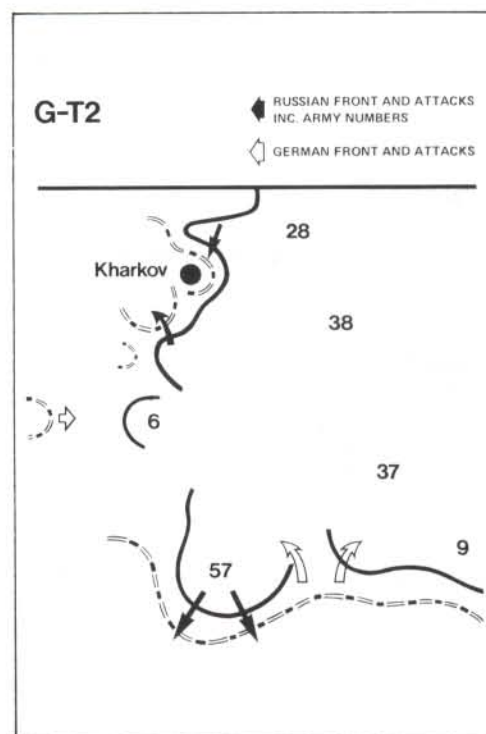 G-T2
RUSSIAN FRONT AND ATTACKS
INC. ARMY NUMBERS
GERMAN FRONT AND ATTACKS
28
Kharkov
38
6
37
9
57